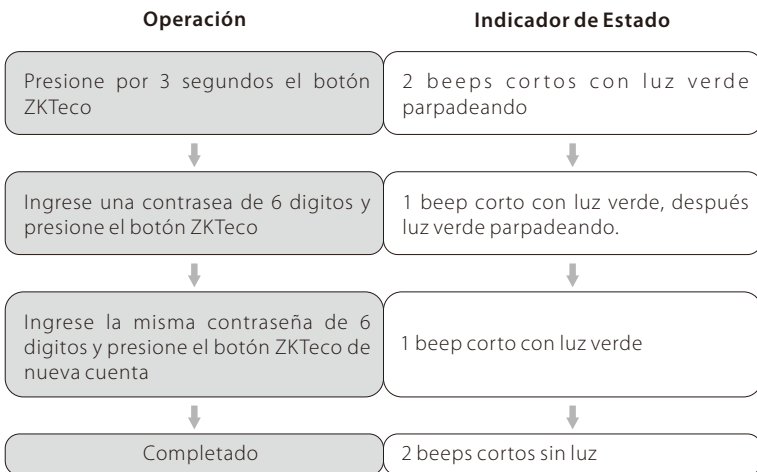 Operación
Indicador de Estado
Presione por 3 segundos el botón
ZKTeco
2 beeps cortos con luz verde
parpadeando
Ingrese una contrasea de 6 digitos y
presione el botón ZKTeco
1 beep corto con luz verde, después
luz verde parpadeando.
Ingrese la misma contraseña de 6
digitos y presione el botón ZKTeco de
nueva cuenta
1 beep corto con luz verde
Completado
2 beeps cortos sin luz